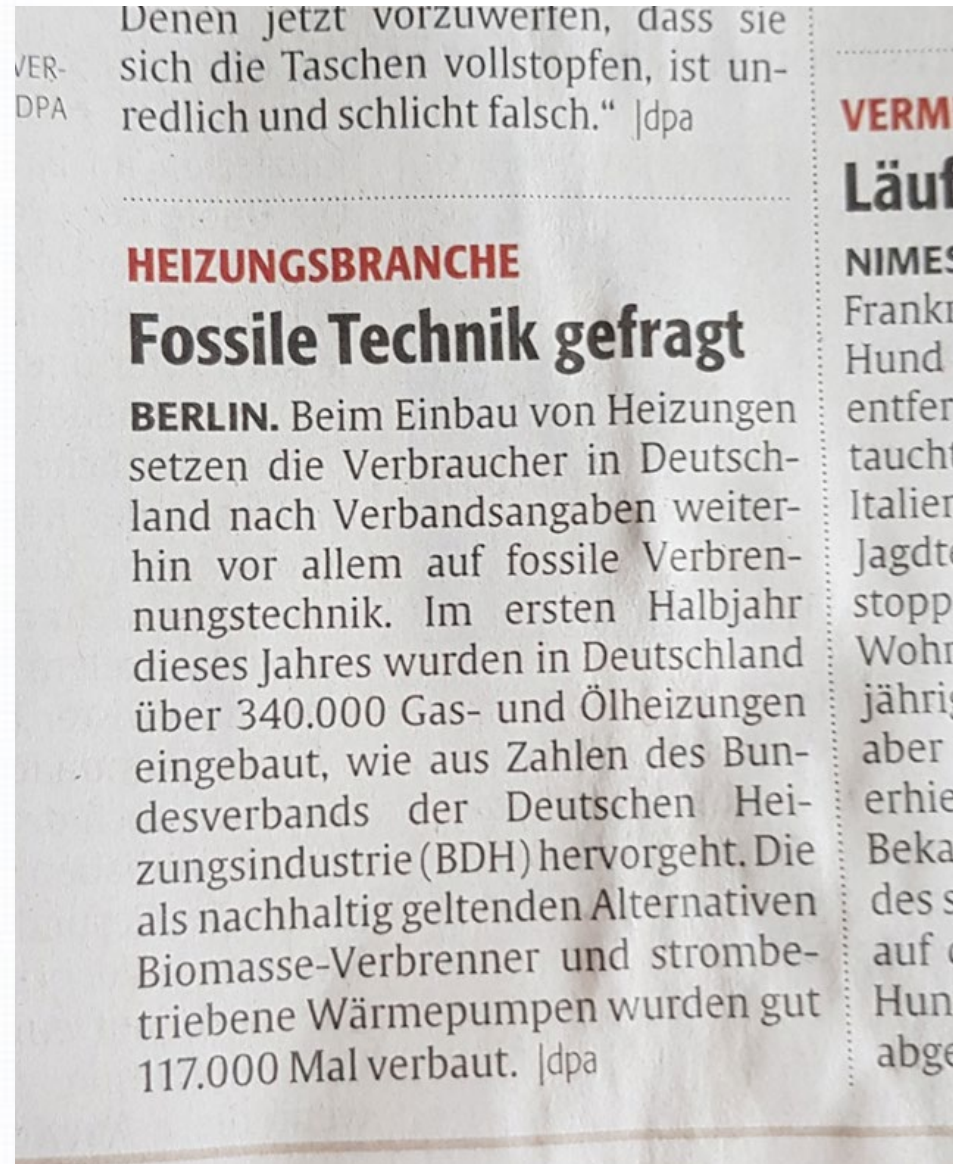 Denen jetzt vorzuwerfen, dass sie
sich die Taschen vollstopfen, ist un-
redlich und schlicht falsch.“ |dpa
VER-
DPA
HEIZUNGSBRANCHE
Fossile Technik gefragt
BERLIN. Beim Einbau von Heizungen
setzen die Verbraucher in Deutsch-
land nach Verbandsangaben weiter-
hin vor allem auf fossile Verbren-
nungstechnik. Im ersten Halbjahr
dieses Jahres wurden in Deutschland
über 340.000 Gas- und Ölheizungen
eingebaut, wie aus Zahlen des Bun-
desverbands der Deutschen Hei-
zungsindustrie (BDH) hervorgeht. Die
als nachhaltig geltenden Alternativen
Biomasse-Verbrenner und strombe-
triebene Wärmepumpen wurden gut
117.000 Mal verbaut. |dpa
VERM
Läuf
NIMES
Frankr
Hund
entfer
taucht
Italien
Jagdte
stopp
Wohn
jährig
aber
erhie
Beka
des s
auf d
Hun
abge